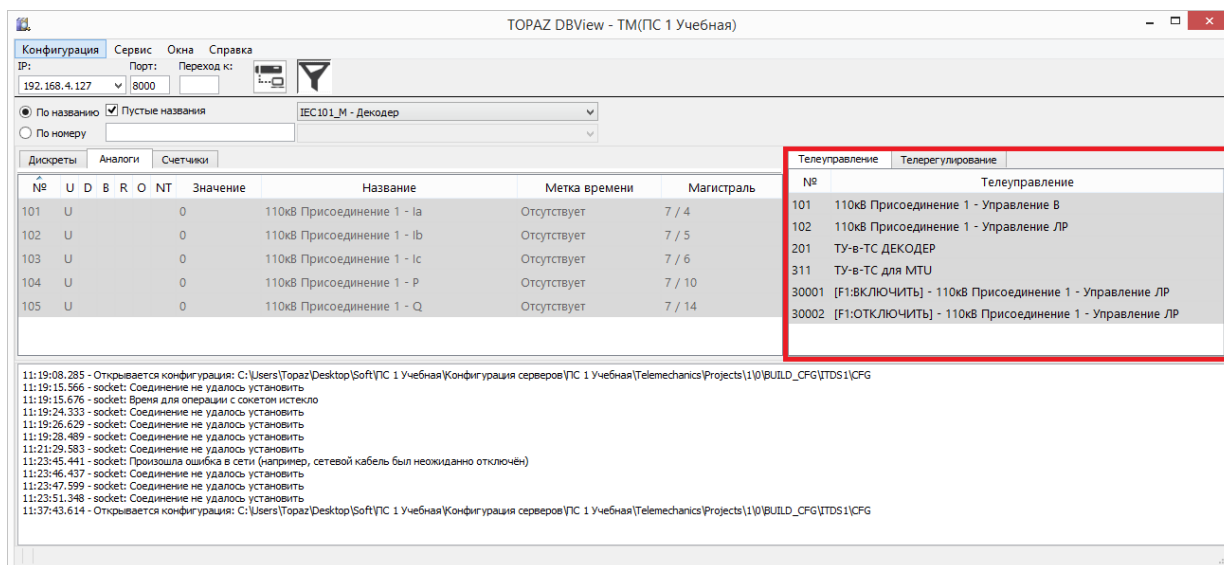 TOPAZ DBView - TM(ПС 1 Учебная)
Конфигурация Сервис Окна Справка
IP: Порт: Переход к:
192.168.4.127 8000
По названию Пустые названия IEC101_M - Декодер
По номеру
Дискреты Аналоги Счетчики
№ U D B R O NT Значение Название Метка времени Магистраль
101 U 0 110кВ Присоединение 1 - Ia Отсутствует 7 / 4
102 U 0 110кВ Присоединение 1 - Ib Отсутствует 7 / 5
103 U 0 110кВ Присоединение 1 - Ic Отсутствует 7 / 6
104 U 0 110кВ Присоединение 1 - P Отсутствует 7 / 10
105 U 0 110кВ Присоединение 1 - Q Отсутствует 7 / 14
Телеуправление Телерегулирование
№ Телеуправление
101 110кВ Присоединение 1 - Управление В
102 110кВ Присоединение 1 - Управление ЛР
201 ТУ-в-ТС ДЕКОДЕР
311 ТУ-в-ТС для MTU
30001 [F1:ВКЛЮЧИТЬ] - 110кВ Присоединение 1 - Управление ЛР
30002 [F1:ОТКЛЮЧИТЬ] - 110кВ Присоединение 1 - Управление ЛР
11:19:08.285 - Открывается конфигурация: C:\Users\Topaz\Desktop\Soft\ПС 1 Учебная\Конфигурация серверов\ПС 1 Учебная\Telemechanics\Projects\1\0\BUILD_CFG\ITDS1\CFG
11:19:15.566 - socket: Соединение не удалось установить
11:19:15.676 - socket: Время для операции с сокетом истекло
11:19:24.333 - socket: Соединение не удалось установить
11:19:26.629 - socket: Соединение не удалось установить
11:19:28.489 - socket: Соединение не удалось установить
11:21:29.583 - socket: Соединение не удалось установить
11:23:45.441 - socket: Произошла ошибка в сети (например, сетевой кабель был неожиданно отключён)
11:23:46.437 - socket: Соединение не удалось установить
11:23:47.599 - socket: Соединение не удалось установить
11:23:51.348 - socket: Соединение не удалось установить
11:37:43.614 - Открывается конфигурация: C:\Users\Topaz\Desktop\Soft\ПС 1 Учебная\Конфигурация серверов\ПС 1 Учебная\Telemechanics\Projects\1\0\BUILD_CFG\ITDS1\CFG